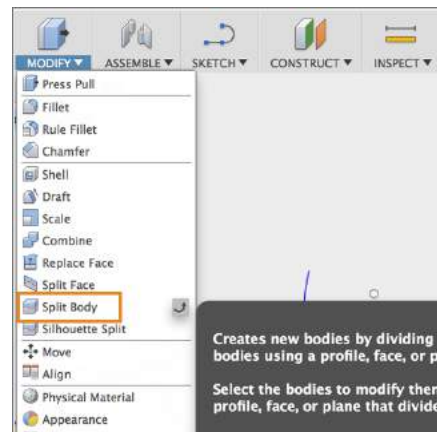 MODIFY ▼ ASSEMBLE ▼ SKETCH ▼ CONSTRUCT ▼ INSPECT ▼
Press Pull
Fillet
Rule Fillet
Chamfer
Shell
Draft
Scale
Combine
Replace Face
Split Face
Split Body
Silhouette Split
Move
Align
Physical Material
Appearance
Creates new bodies by dividing
bodies using a profile, face, or p
Select the bodies to modify then
profile, face, or plane that divide